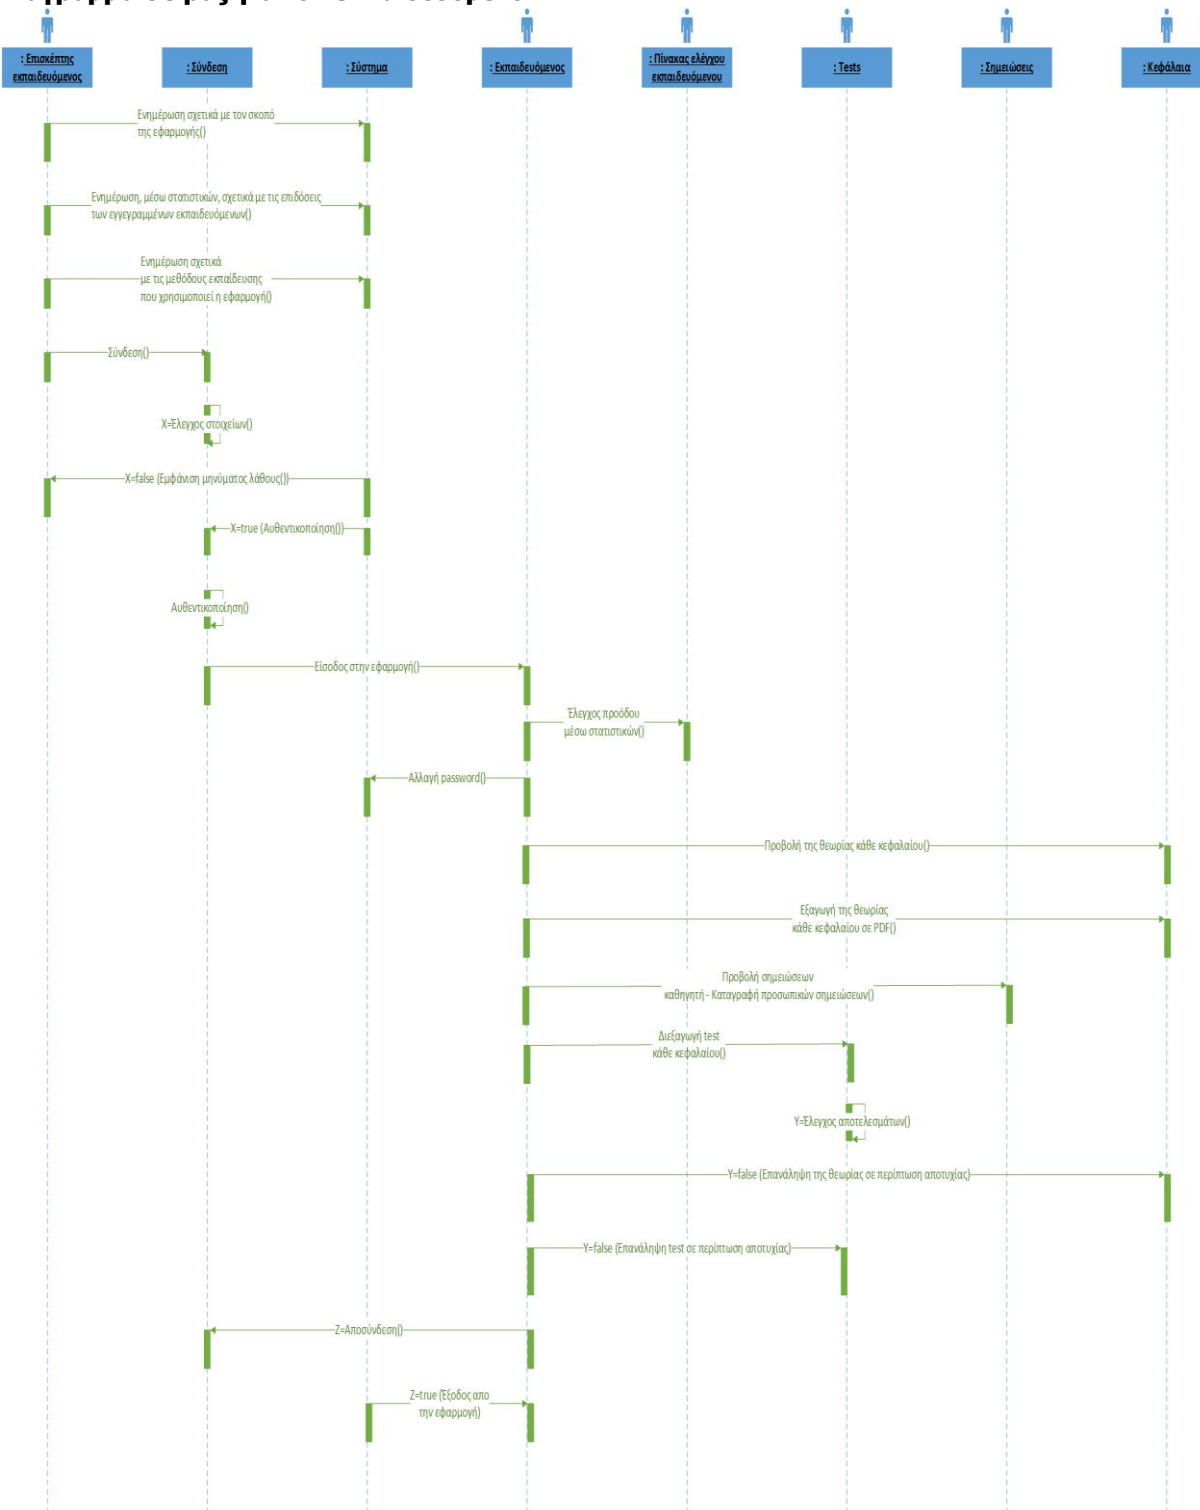 : Επισκέπτης
εκπαιδευόμενος
: Σύνδεση
: Σύστημα
: Εκπαιδευόμενος
: Πίνακας ελέγχου
εκπαιδευόμενου
: Tests
: Σημειώσεις
: Κεφάλαια
Ενημέρωση σχετικά με τον σκοπό
της εφαρμογής()
Ενημέρωση, μέσω στατιστικών, σχετικά με τις επιδόσεις
των εγγεγραμμένων εκπαιδευόμενων()
Ενημέρωση σχετικά
με τις μεθόδους εκπαίδευσης
που χρησιμοποιεί η εφαρμογή()
Σύνδεση()
X=Έλεγχος στοιχείων()
X=false (Εμφάνιση μηνύματος λάθους())
X=true (Αυθεντικοποίηση())
Αυθεντικοποίηση()
Είσοδος στην εφαρμογή()
Έλεγχος προόδου
μέσω στατιστικών()
Αλλαγή password()
Προβολή της θεωρίας κάθε κεφαλαίου()
Εξαγωγή της θεωρίας
κάθε κεφαλαίου σε PDF()
Προβολή σημειώσεων
καθηγητή - Καταγραφή προσωπικών σημειώσεων()
Διεξαγωγή test
κάθε κεφαλαίου()
Y=Έλεγχος αποτελεσμάτων()
Y=false (Επανάληψη της θεωρίας σε περίπτωση αποτυχίας)
Y=false (Επανάληψη test σε περίπτωση αποτυχίας)
Z=Αποσύνδεση()
Z=true (Έξοδος απο
την εφαρμογή)